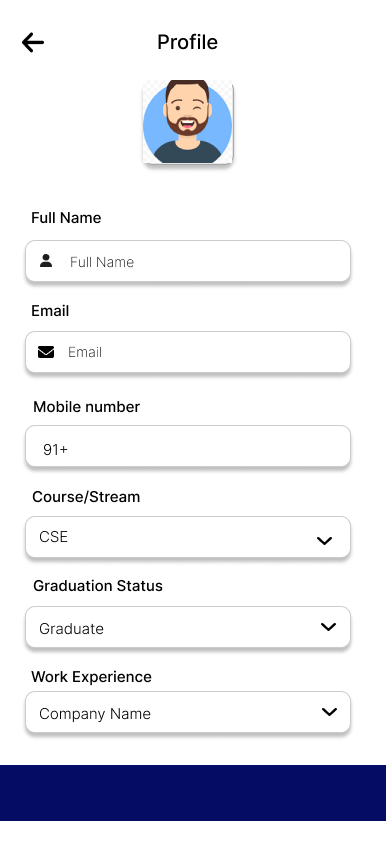 Profile
Full Name
Full Name
Email
Email
Mobile number
91+
Course/Stream
CSE
Graduation Status
Graduate
Work Experience
Company Name